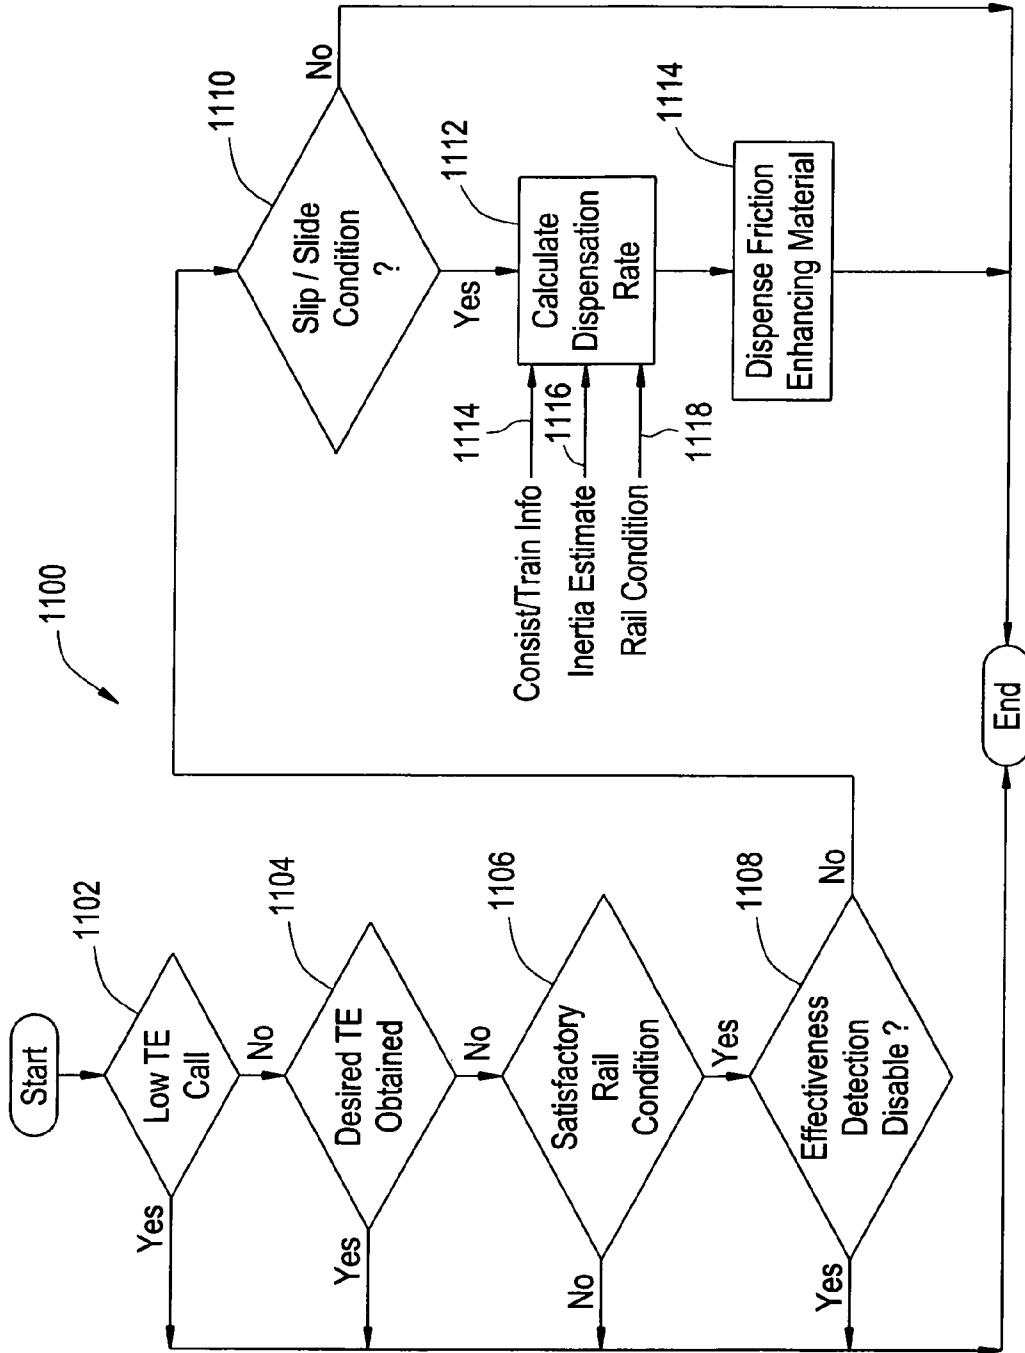 1100
Start
Low TE
Call
1102
Yes
No
Desired TE
Obtained
1104
Yes
No
Satisfactory
Rail
Condition
1106
No
Yes
Effectiveness
Detection
Disable ?
1108
Yes
No
Slip / Slide
Condition
?
1110
No
Yes
Calculate
Dispensation
Rate
1112
Consist/Train Info
1114
Inertia Estimate
1116
Rail Condition
1118
Dispense Friction
Enhancing Material
1114
End